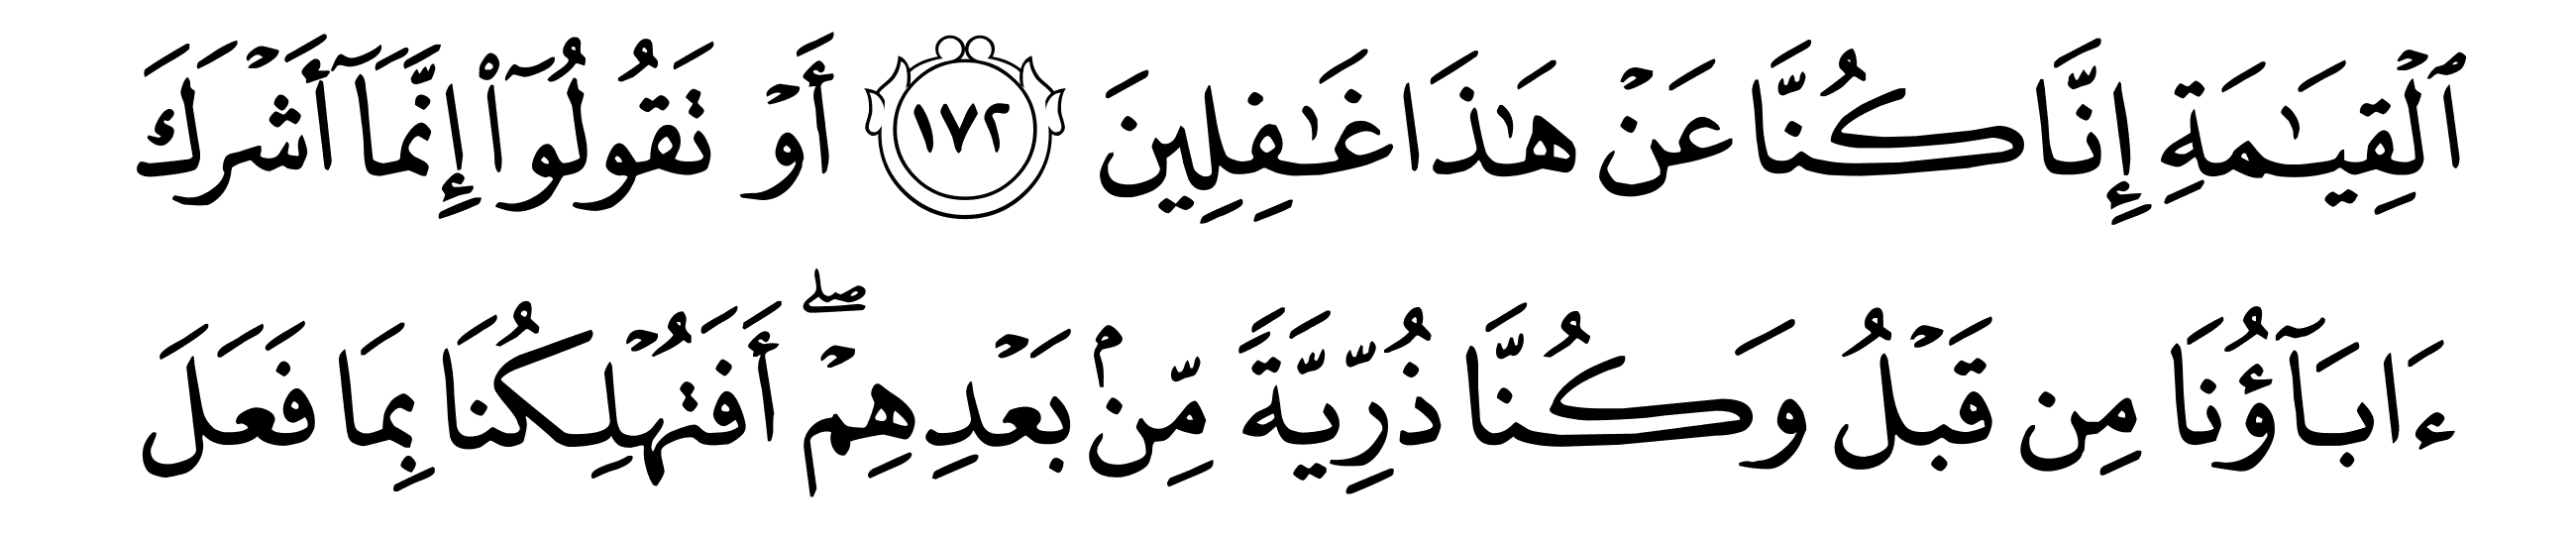 ٱلۡقِيَٰمَةِ إِنَّا كُنَّا عَنۡ هَٰذَا غَٰفِلِينَ ١٧٢ أَوۡ تَقُولُوٓاْ إِنَّمَآ أَشۡرَكَ
ءَابَآؤُنَا مِن قَبۡلُ وَكُنَّا ذُرِّيَّةٗ مِّنۢ بَعۡدِهِمۡۖ أَفَتُهۡلِكُنَا بِمَا فَعَلَ